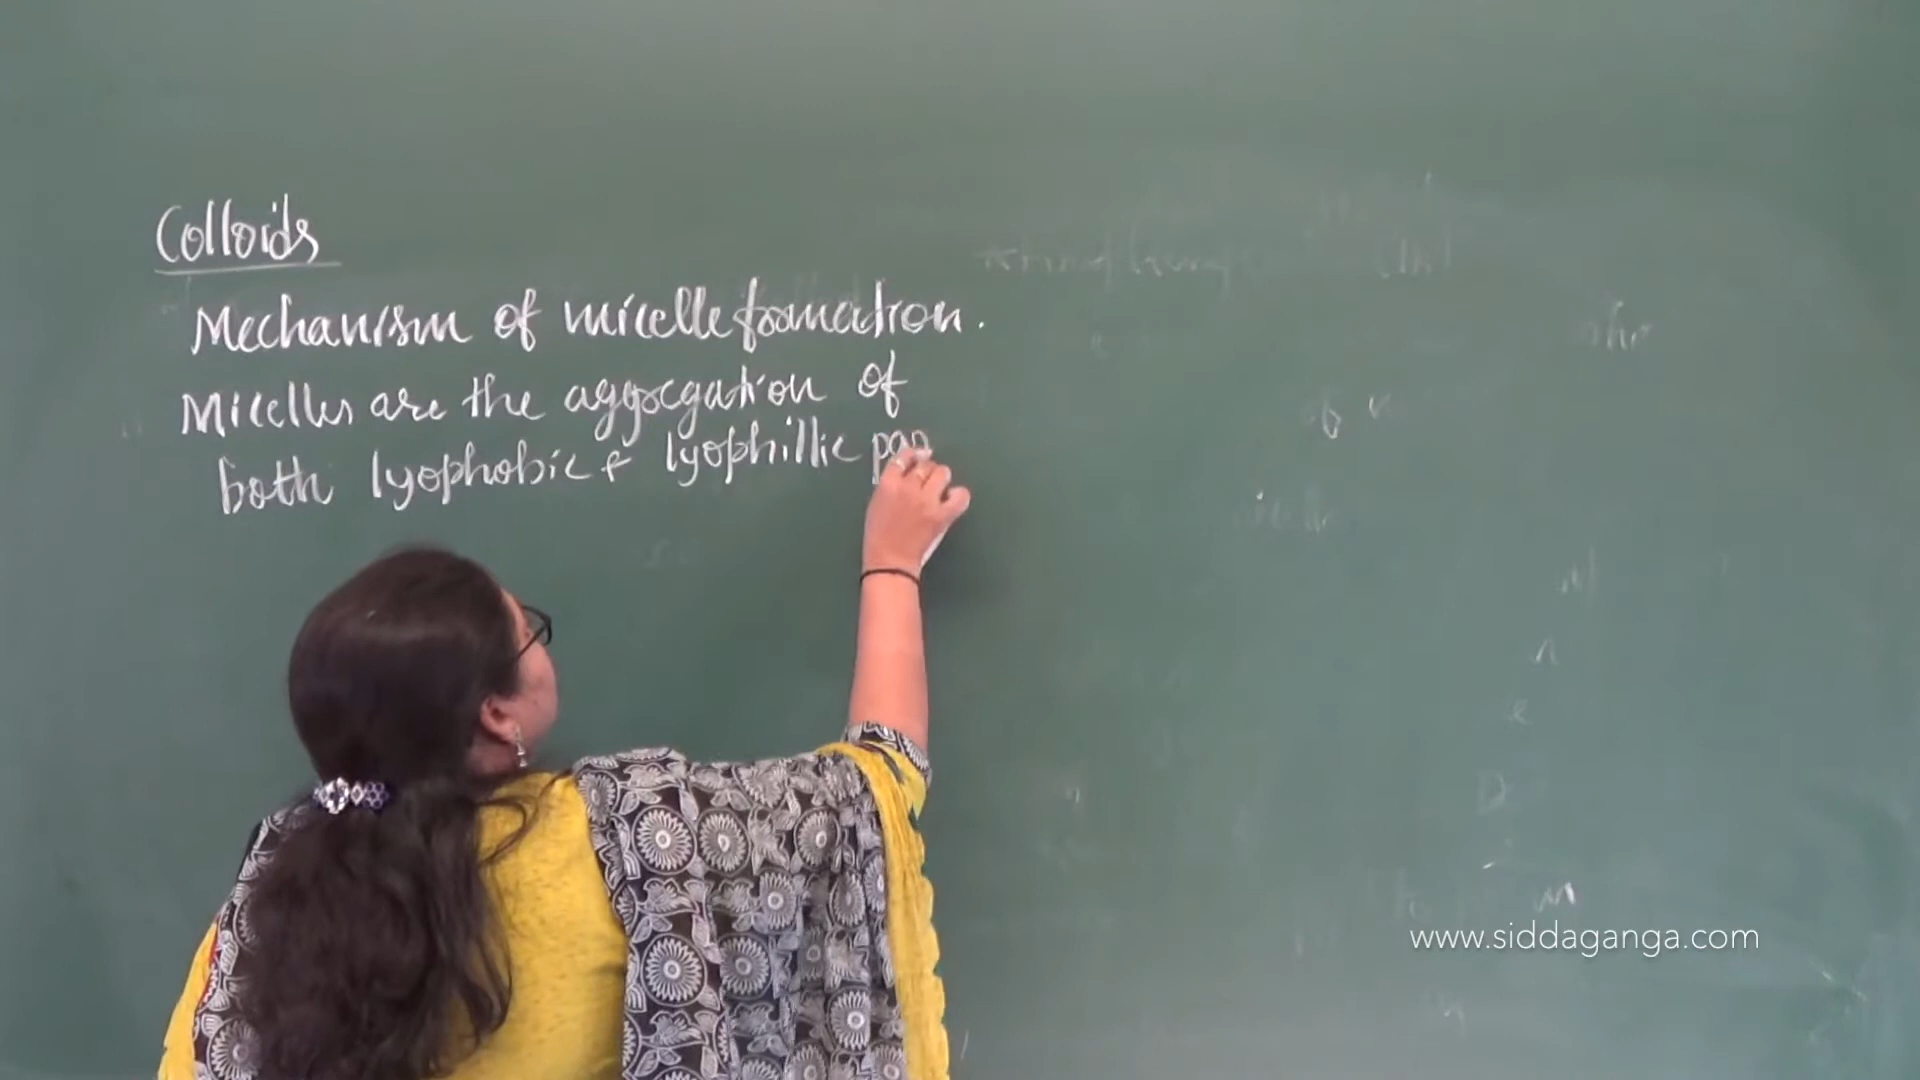 Colloids
Mechanism of micelle formation.
Micelles are the aggregation of
both lyophobic & lyophillic
www.siddaganga.com